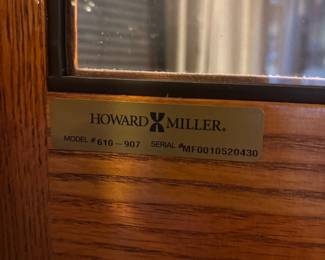 HOWARD MILLER®
MODEL # 610-907 SERIAL # MF0010520430